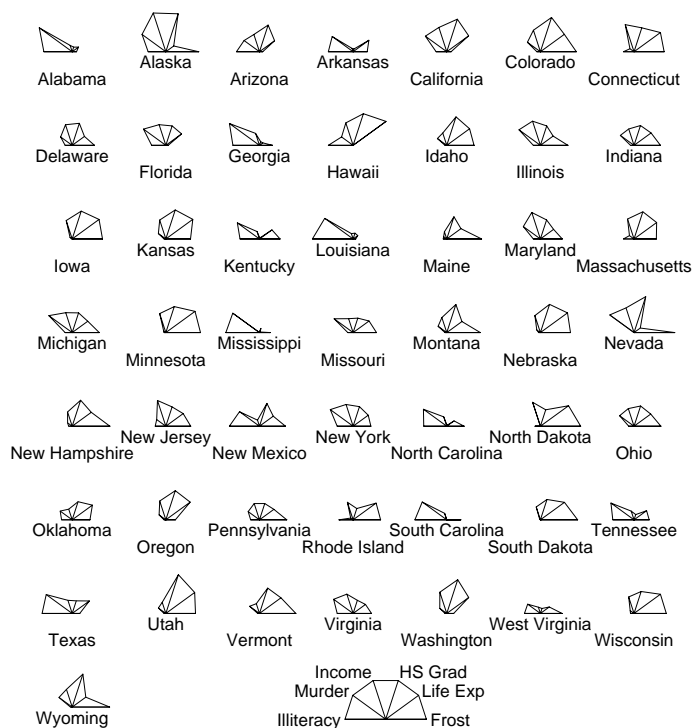 Alabama
Alaska
Arizona
Arkansas
California
Colorado
Connecticut
Delaware
Florida
Georgia
Hawaii
Idaho
Illinois
Indiana
Iowa
Kansas
Kentucky
Louisiana
Maine
Maryland
Massachusetts
Michigan
Minnesota
Mississippi
Missouri
Montana
Nebraska
Nevada
New Hampshire
New Jersey
New Mexico
New York
North Carolina
North Dakota
Ohio
Oklahoma
Oregon
Pennsylvania
Rhode Island
South Carolina
South Dakota
Tennessee
Texas
Utah
Vermont
Virginia
Washington
West Virginia
Wisconsin
Wyoming
Income
HS Grad
Murder
Life Exp
Illiteracy
Frost